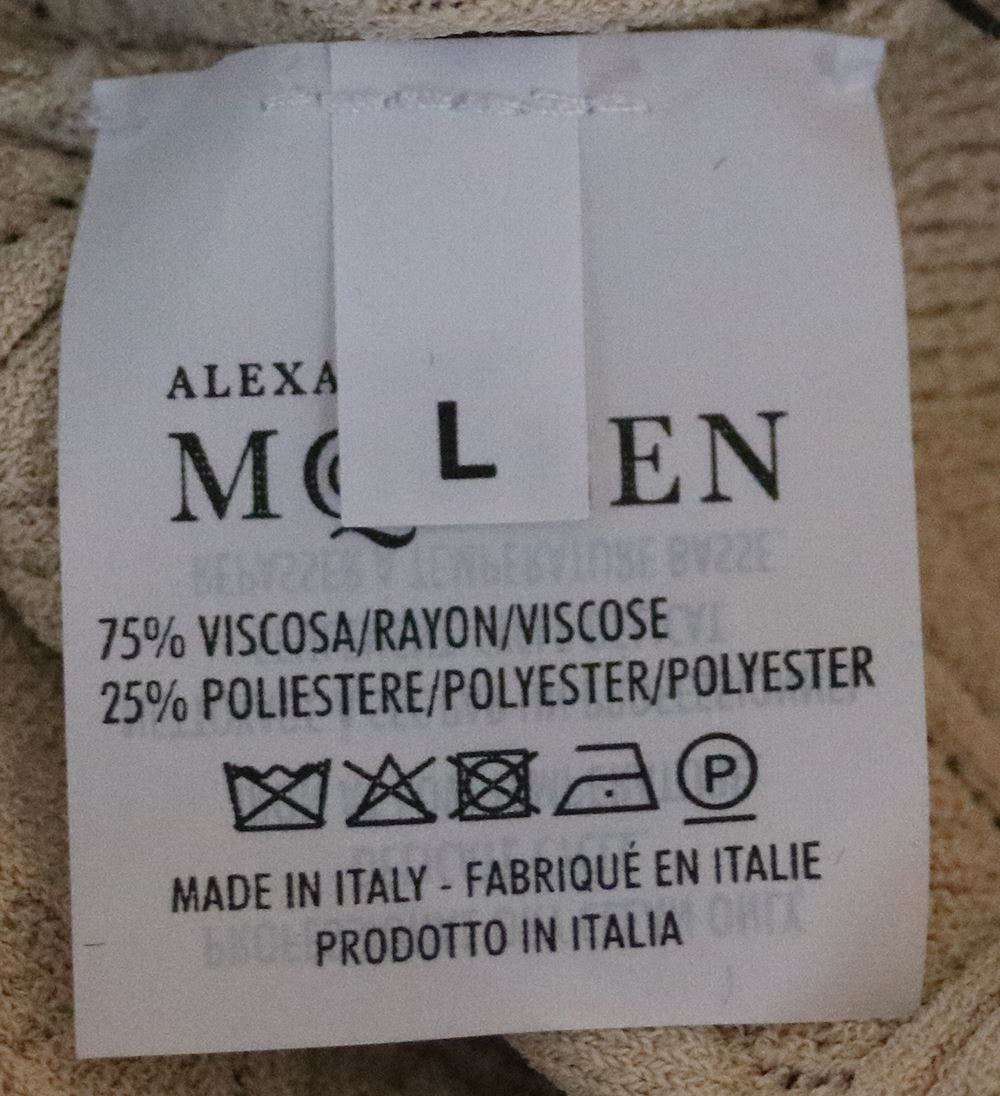 ALEXA
MQ EN
L
75% VISCOSA/RAYON/VISCOSE
25% POLIESTERE/POLYESTER/POLYESTER
P
MADE IN ITALY - FABRIQUÉ EN ITALIE
PRODOTTO IN ITALIA